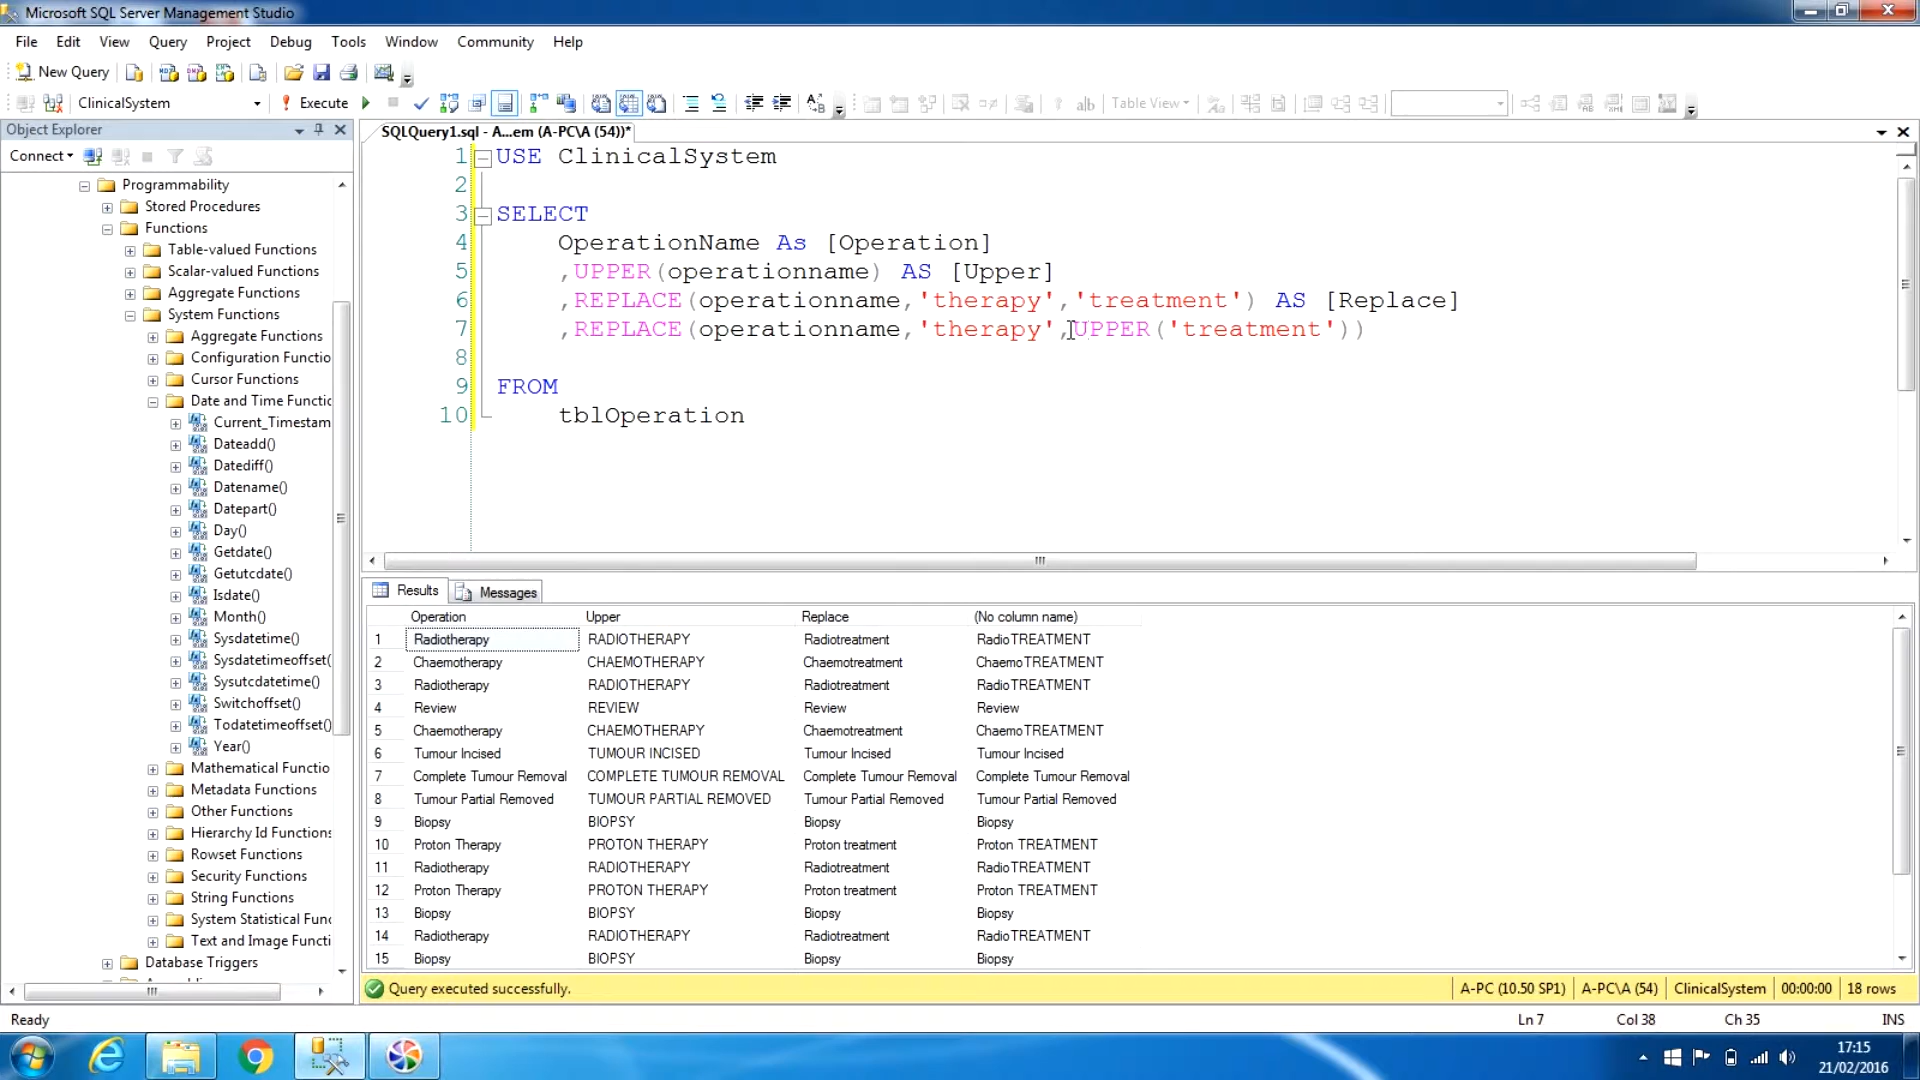 Microsoft SQL Server Management Studio
File Edit View Query Project Debug Tools Window Community Help
New Query
ClinicalSystem Execute Table View
Object Explorer
SQLQuery1.sql - A...em (A-PC\A (54))*
Connect
Programmability
Stored Procedures
Functions
Table-valued Functions
Scalar-valued Functions
Aggregate Functions
System Functions
Aggregate Functions
Configuration Functio
Cursor Functions
Date and Time Functic
Current_Timestam
Dateadd()
Datediff()
Datename()
Datepart()
Day()
Getdate()
Getutcdate()
Isdate()
Month()
Sysdatetime()
Sysdatetimeoffset(
Sysutcdatetime()
Switchoffset()
Todatetimeoffset()
Year()
Mathematical Functio
Metadata Functions
Other Functions
Hierarchy Id Functions
Rowset Functions
Security Functions
String Functions
System Statistical Func
Text and Image Functi
Database Triggers
1 USE ClinicalSystem
2
3 SELECT
4 OperationName As [Operation]
5 ,UPPER(operationname) AS [Upper]
6 ,REPLACE(operationname,'therapy','treatment') AS [Replace]
7 ,REPLACE(operationname,'therapy',UPPER('treatment'))
8
9 FROM
10 tblOperation
Results Messages
Operation Upper Replace (No column name)
1 Radiotherapy RADIOTHERAPY Radiotreatment RadioTREATMENT
2 Chaemotherapy CHAEMOTHERAPY Chaemotreatment ChaemoTREATMENT
3 Radiotherapy RADIOTHERAPY Radiotreatment RadioTREATMENT
4 Review REVIEW Review Review
5 Chaemotherapy CHAEMOTHERAPY Chaemotreatment ChaemoTREATMENT
6 Tumour Incised TUMOUR INCISED Tumour Incised Tumour Incised
7 Complete Tumour Removal COMPLETE TUMOUR REMOVAL Complete Tumour Removal Complete Tumour Removal
8 Tumour Partial Removed TUMOUR PARTIAL REMOVED Tumour Partial Removed Tumour Partial Removed
9 Biopsy BIOPSY Biopsy Biopsy
10 Proton Therapy PROTON THERAPY Proton treatment Proton TREATMENT
11 Radiotherapy RADIOTHERAPY Radiotreatment RadioTREATMENT
12 Proton Therapy PROTON THERAPY Proton treatment Proton TREATMENT
13 Biopsy BIOPSY Biopsy Biopsy
14 Radiotherapy RADIOTHERAPY Radiotreatment RadioTREATMENT
15 Biopsy BIOPSY Biopsy Biopsy
Query executed successfully. A-PC (10.50 SP1) A-PC\A (54) ClinicalSystem 00:00:00 18 rows
Ready Ln 7 Col 38 Ch 35 INS
17:15
21/02/2016